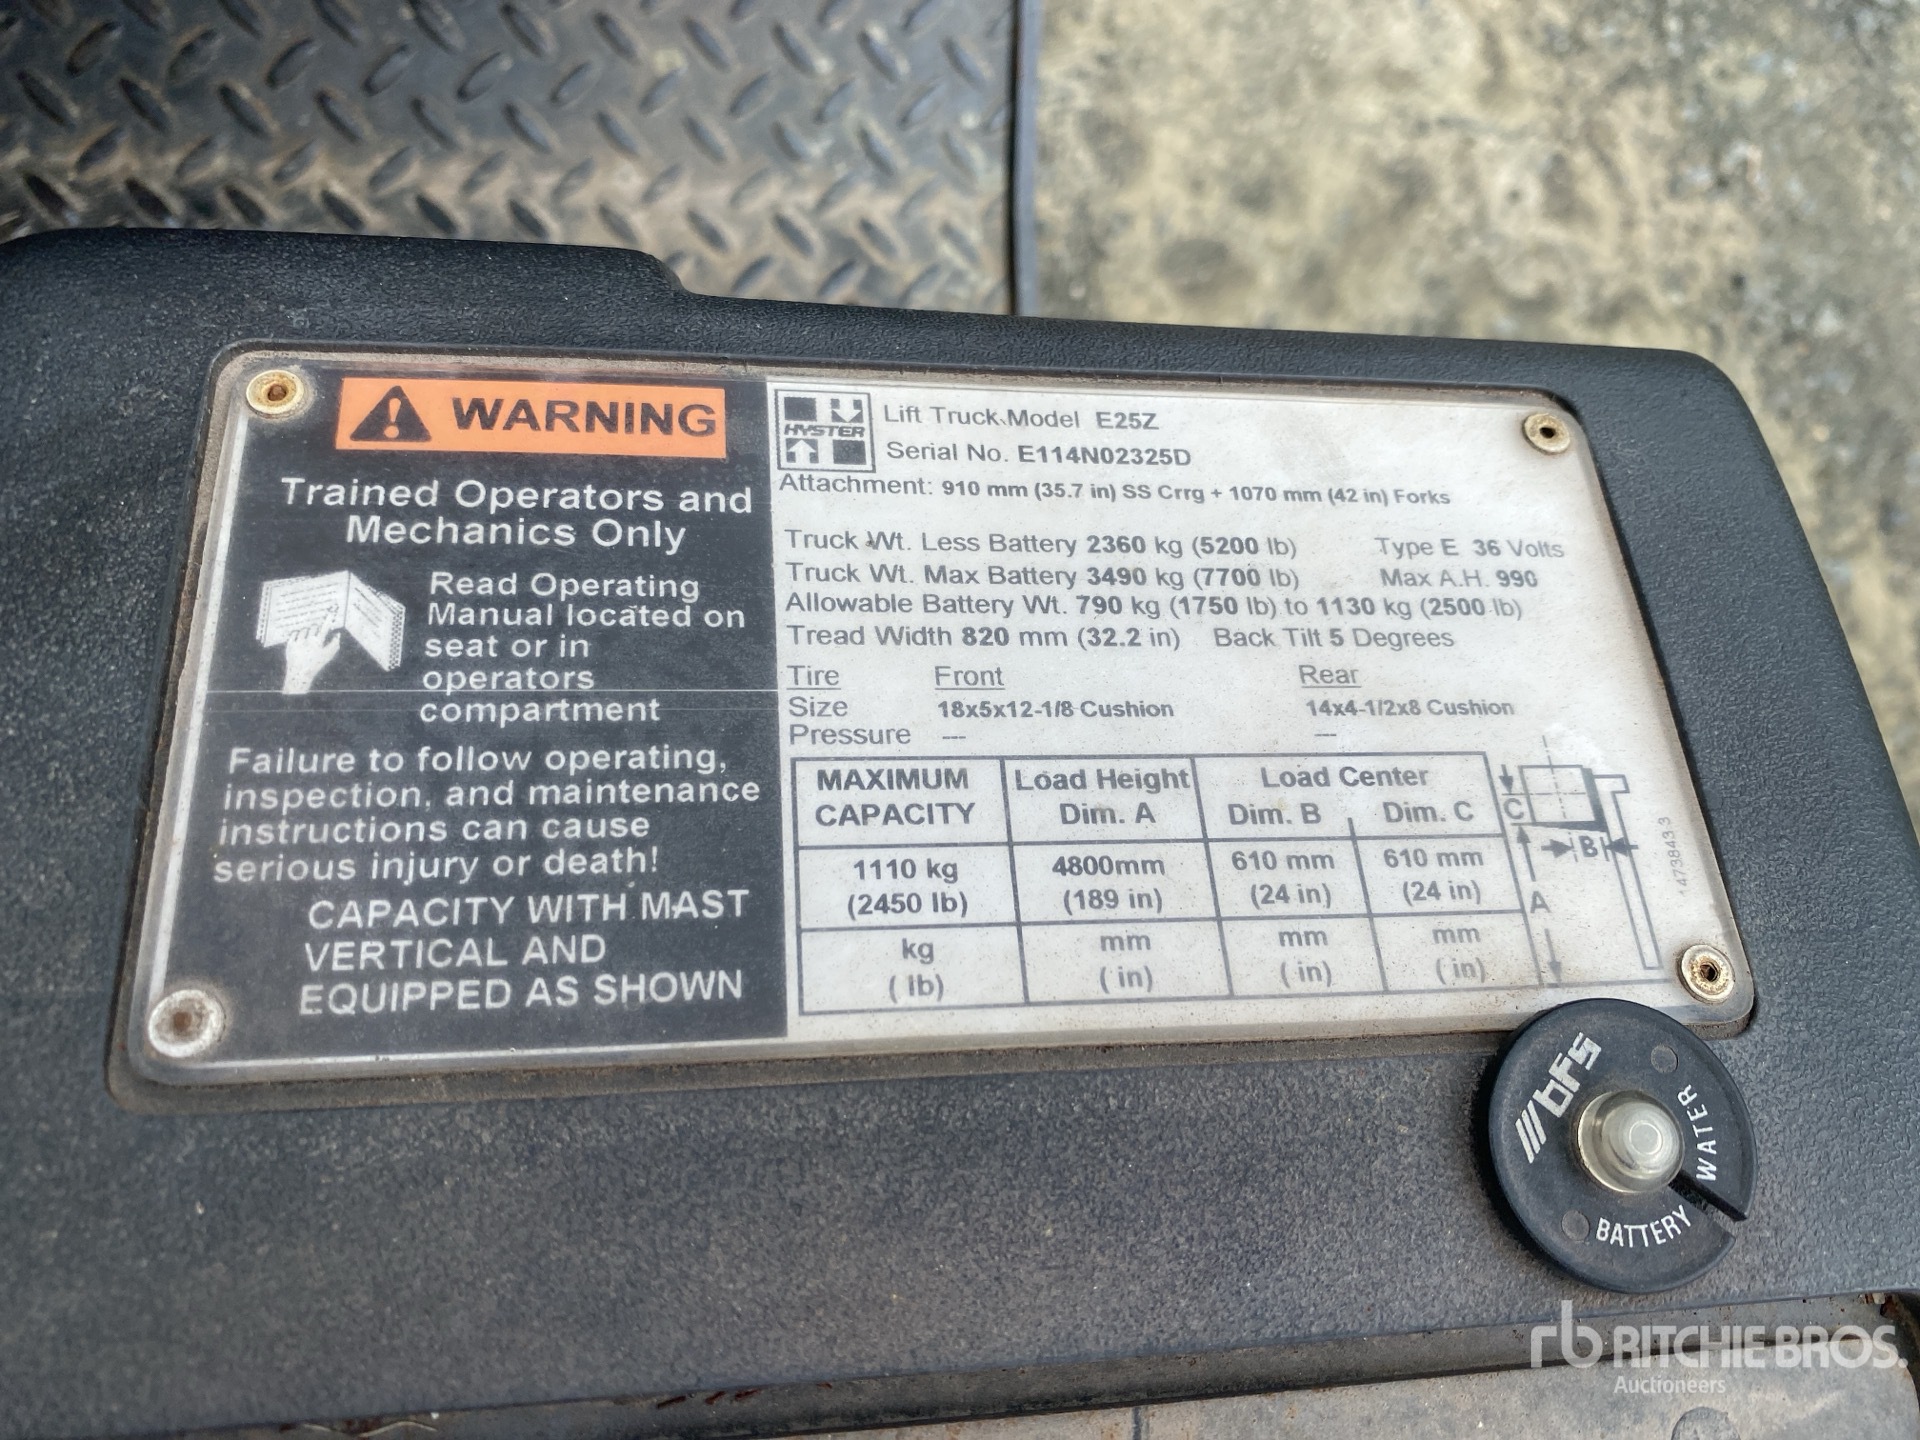 WARNING
Trained Operators and
Mechanics Only
Read Operating
Manual located on
seat or in
operators
compartment
Failure to follow operating,
inspection, and maintenance
instructions can cause
serious injury or death!
CAPACITY WITH MAST
VERTICAL AND
EQUIPPED AS SHOWN
HYSTER
Lift Truck Model E25Z
Serial No. E114N02325D
Attachment: 910 mm (35.7 in) SS Crrg + 1070 mm (42 in) Forks
Truck Wt. Less Battery 2360 kg (5200 lb) Type E 36 Volts
Truck Wt. Max Battery 3490 kg (7700 lb) Max A.H. 990
Allowable Battery Wt. 790 kg (1750 lb) to 1130 kg (2500 lb)
Tread Width 820 mm (32.2 in) Back Tilt 5 Degrees
Tire Front Rear
Size 18x5x12-1/8 Cushion 14x4-1/2x8 Cushion
Pressure --- ---
MAXIMUM CAPACITY Load Height Dim. A Load Center Dim. B Dim. C
1110 kg 4800mm 610 mm 610 mm
(2450 lb) (189 in) (24 in) (24 in)
kg mm mm mm
( lb) ( in) ( in) ( in)
C
B
A
4738433
bfs
BATTERY WATER
rb RITCHIE BROS.
Auctioneers